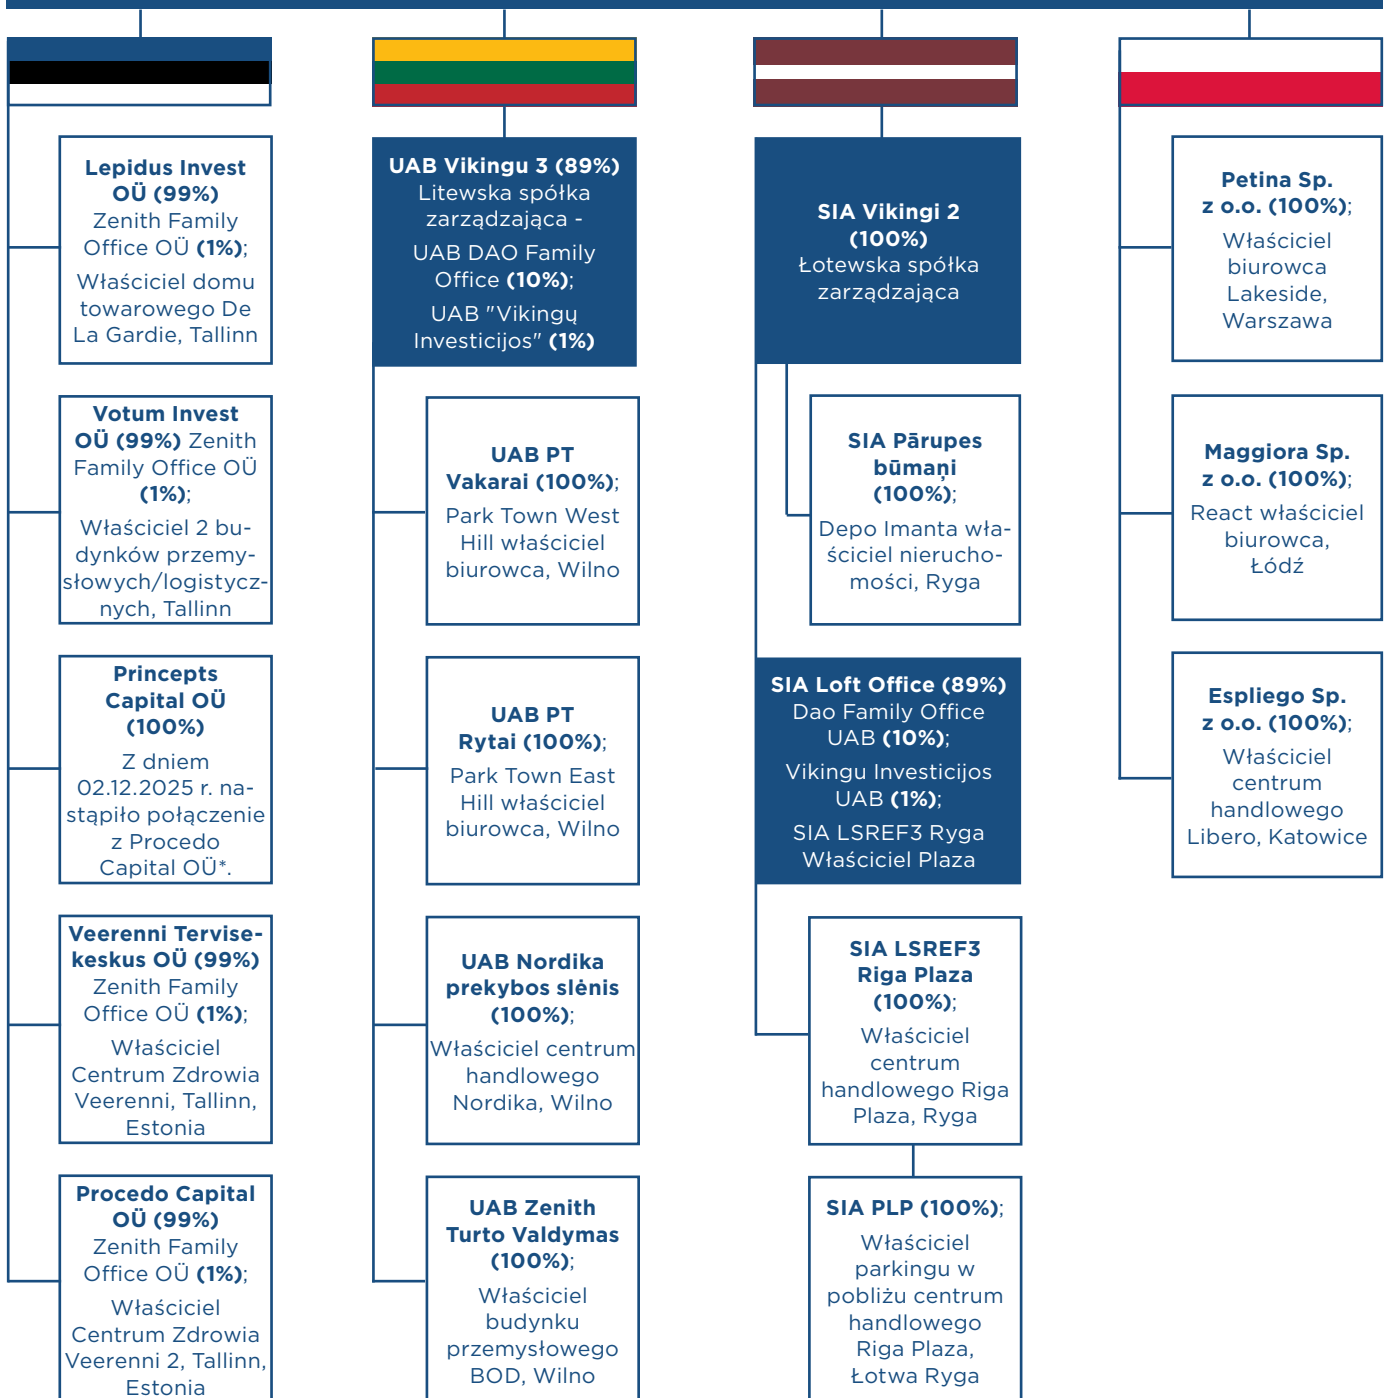 Lepidus Invest
OÜ (99%)
Zenith Family
Office OÜ (1%);
Właściciel domu
towarowego De
La Gardie, Tallinn
Votum Invest
OÜ (99%) Zenith
Family Office OÜ
(1%);
Właściciel 2 bu-
dynków przemy-
słowych/logistycz-
nych, Tallinn
Princepts
Capital OÜ
(100%)
Z dniem
02.12.2025 r. na-
stąpiło połączenie
z Procedo
Capital OÜ*.
Veerenni Tervise-
keskus OÜ (99%)
Zenith Family
Office OÜ (1%);
Właściciel
Centrum Zdrowia
Veerenni, Tallinn,
Estonia
Procedo Capital
OÜ (99%)
Zenith Family
Office OÜ (1%);
Właściciel
Centrum Zdrowia
Veerenni 2, Tallinn,
Estonia
UAB Vikingu 3 (89%)
Litewska spółka
zarządzająca -
UAB DAO Family
Office (10%);
UAB "Vikingų
Investicijos" (1%)
UAB PT
Vakarai (100%);
Park Town West
Hill właściciel
biurowca, Wilno
UAB PT
Rytai (100%);
Park Town East
Hill właściciel
biurowca, Wilno
UAB Nordika
prekybos slėnis
(100%);
Właściciel centrum
handlowego
Nordika, Wilno
UAB Zenith
Turto Valdymas
(100%);
Właściciel
budynku
przemysłowego
BOD, Wilno
SIA Vikingi 2
(100%)
Łotewska spółka
zarządzająca
SIA Pārupes
būmaņi
(100%);
Depo Imanta wła-
ściciel nierucho-
mości, Ryga
SIA Loft Office (89%)
Dao Family Office
UAB (10%);
Vikingu Investicijos
UAB (1%);
SIA LSREF3 Ryga
Właściciel Plaza
SIA LSREF3
Riga Plaza
(100%);
Właściciel
centrum
handlowego Riga
Plaza, Ryga
SIA PLP (100%);
Właściciel
parkingu w
pobliżu centrum
handlowego
Riga Plaza,
Łotwa Ryga
Petina Sp.
z o.o. (100%);
Właściciel
biurowca
Lakeside,
Warszawa
Maggiora Sp.
z o.o. (100%);
React właściciel
biurowca,
Łódź
Espliego Sp.
z o.o. (100%);
Właściciel
centrum
handlowego
Libero, Katowice